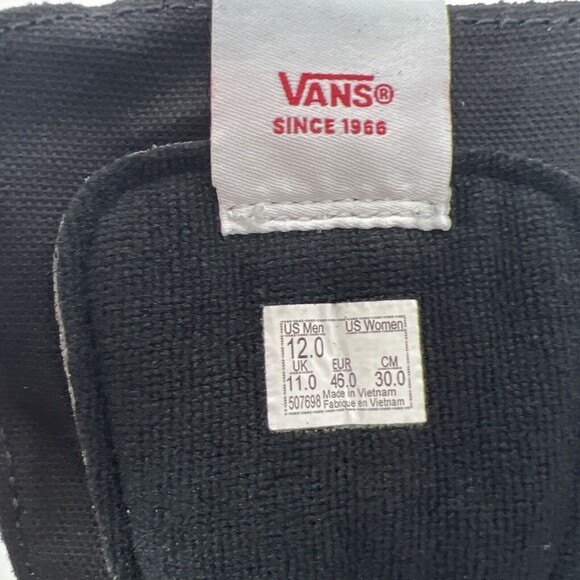 VANS®
SINCE 1966
US Men US Women
12.0
UK EUR CM
11.0 46.0 30.0
507698 Made in Vietnam
Fabriqué en Vietnam